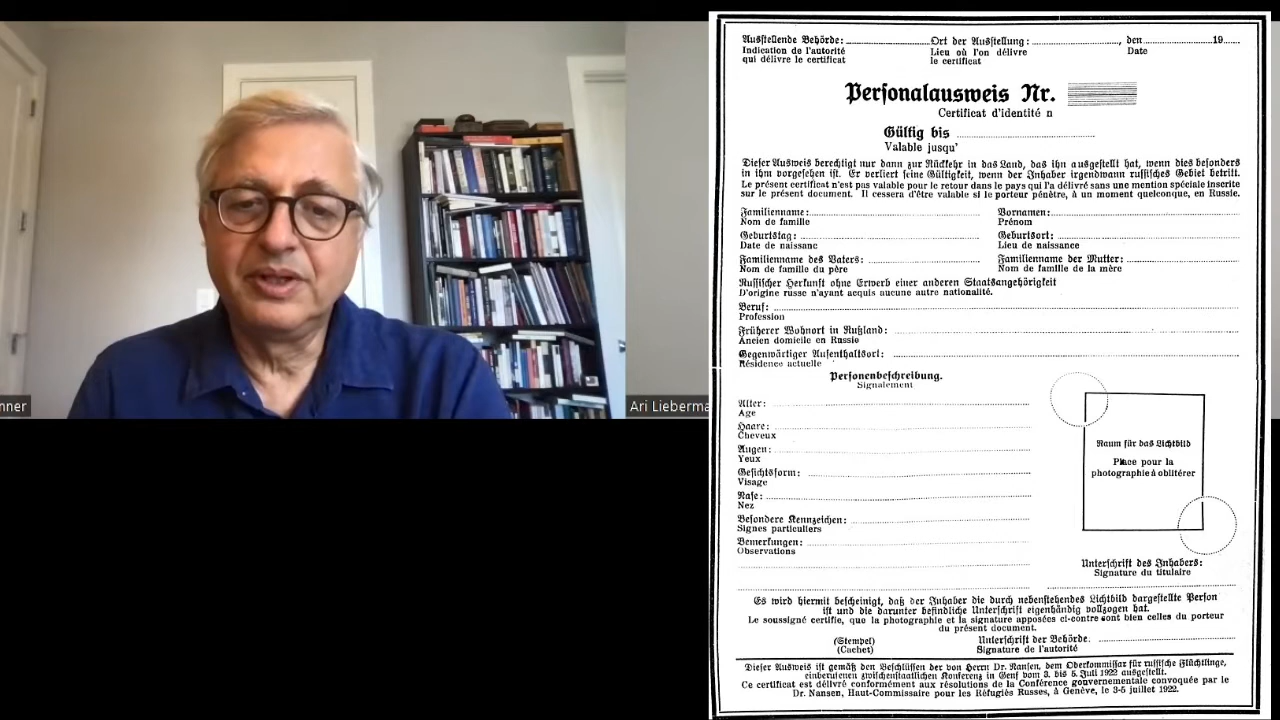 Ausstellende Behörde: Ort der Ausstellung: , den 19
Indication de l'autorité Lieu où l'on délivre Date
qui délivre le certificat le certificat
Personalausweis Nr.
Certificat d'identité n
Gültig bis
Valable jusqu'
Dieser Ausweis berechtigt nur dann zur Rückkehr in das Land, das ihn ausgestellt hat, wenn dies besonders
in ihm vorgesehen ist. Er verliert seine Gültigkeit, wenn der Inhaber irgendwann russisches Gebiet betritt.
Le présent certificat n'est pas valable pour le retour dans le pays qui l'a délivré sans une mention spéciale inscrite
sur le présent document. Il cessera d'être valable si le porteur pénètre, à un moment quelconque, en Russie.
Familienname: Vornamen:
Nom de famille Prénom
Geburtstag: Geburtsort:
Date de naissanc Lieu de naissance
Familienname des Vaters: Familienname der Mutter:
Nom de famille du père Nom de famille de la mère
Russischer Herkunft ohne Erwerb einer anderen Staatsangehörigkeit
D'origine russe n'ayant acquis aucune autre nationalité.
Beruf:
Profession
Früherer Wohnort in Rußland:
Ancien domicile en Russie
Gegenwärtiger Aufenthaltsort:
Résidence actuelle
Personenbeschreibung.
Signalement
Alter:
Age
Haare:
Cheveux
Augen:
Yeux
Gesichtsform:
Visage
Nase:
Nez
Besondere Kennzeichen:
Signes particuliers
Bemerkungen:
Observations
Raum für das Lichtbild
Place pour la
photographie à oblitérer
Unterschrift des Inhabers:
Signature du titulaire
Es wird hiermit bescheinigt, daß der Inhaber die durch nebenstehendes Lichtbild dargestellte Person
ist und die darunter befindliche Unterschrift eigenhändig vollzogen hat.
Le soussigné certifie, que la photographie et la signature apposées ci-contre sont bien celles du porteur
du présent document.
(Stempel) Unterschrift der Behörde.
(Cachet) Signature de l'autorité
Dieser Ausweis ist gemäß den Beschlüssen der von Herrn Dr. Nansen, dem Oberkommissar für russische Flüchtlinge,
einberufenen zwischenstaatlichen Konferenz in Genf vom 3. bis 5. Juli 1922 ausgestellt.
Ce certificat est délivré conformément aux résolutions de la Conférence gouvernementale convoquée par le
Dr. Nansen, Haut-Commissaire pour les Réfugiés Russes, à Genève, le 3-5 juillet 1922.
nner
Ari Lieberma